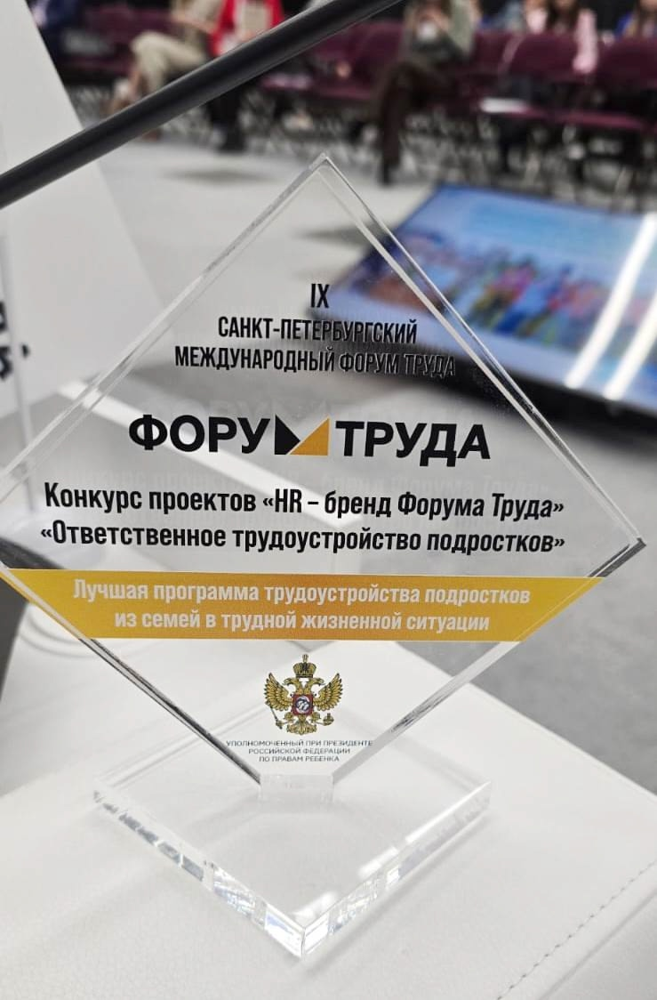 IX
САНКТ-ПЕТЕРБУРГСКИЙ
МЕЖДУНАРОДНЫЙ ФОРУМ ТРУДА
ФОРУМ ТРУДА
Конкурс проектов «HR – бренд Форума Труда»
«Ответственное трудоустройство подростков»
Лучшая программа трудоустройства подростков
из семей в трудной жизненной ситуации
УПОЛНОМОЧЕННЫЙ ПРИ ПРЕЗИДЕНТЕ
РОССИЙСКОЙ ФЕДЕРАЦИИ
ПО ПРАВАМ РЕБЕНКА